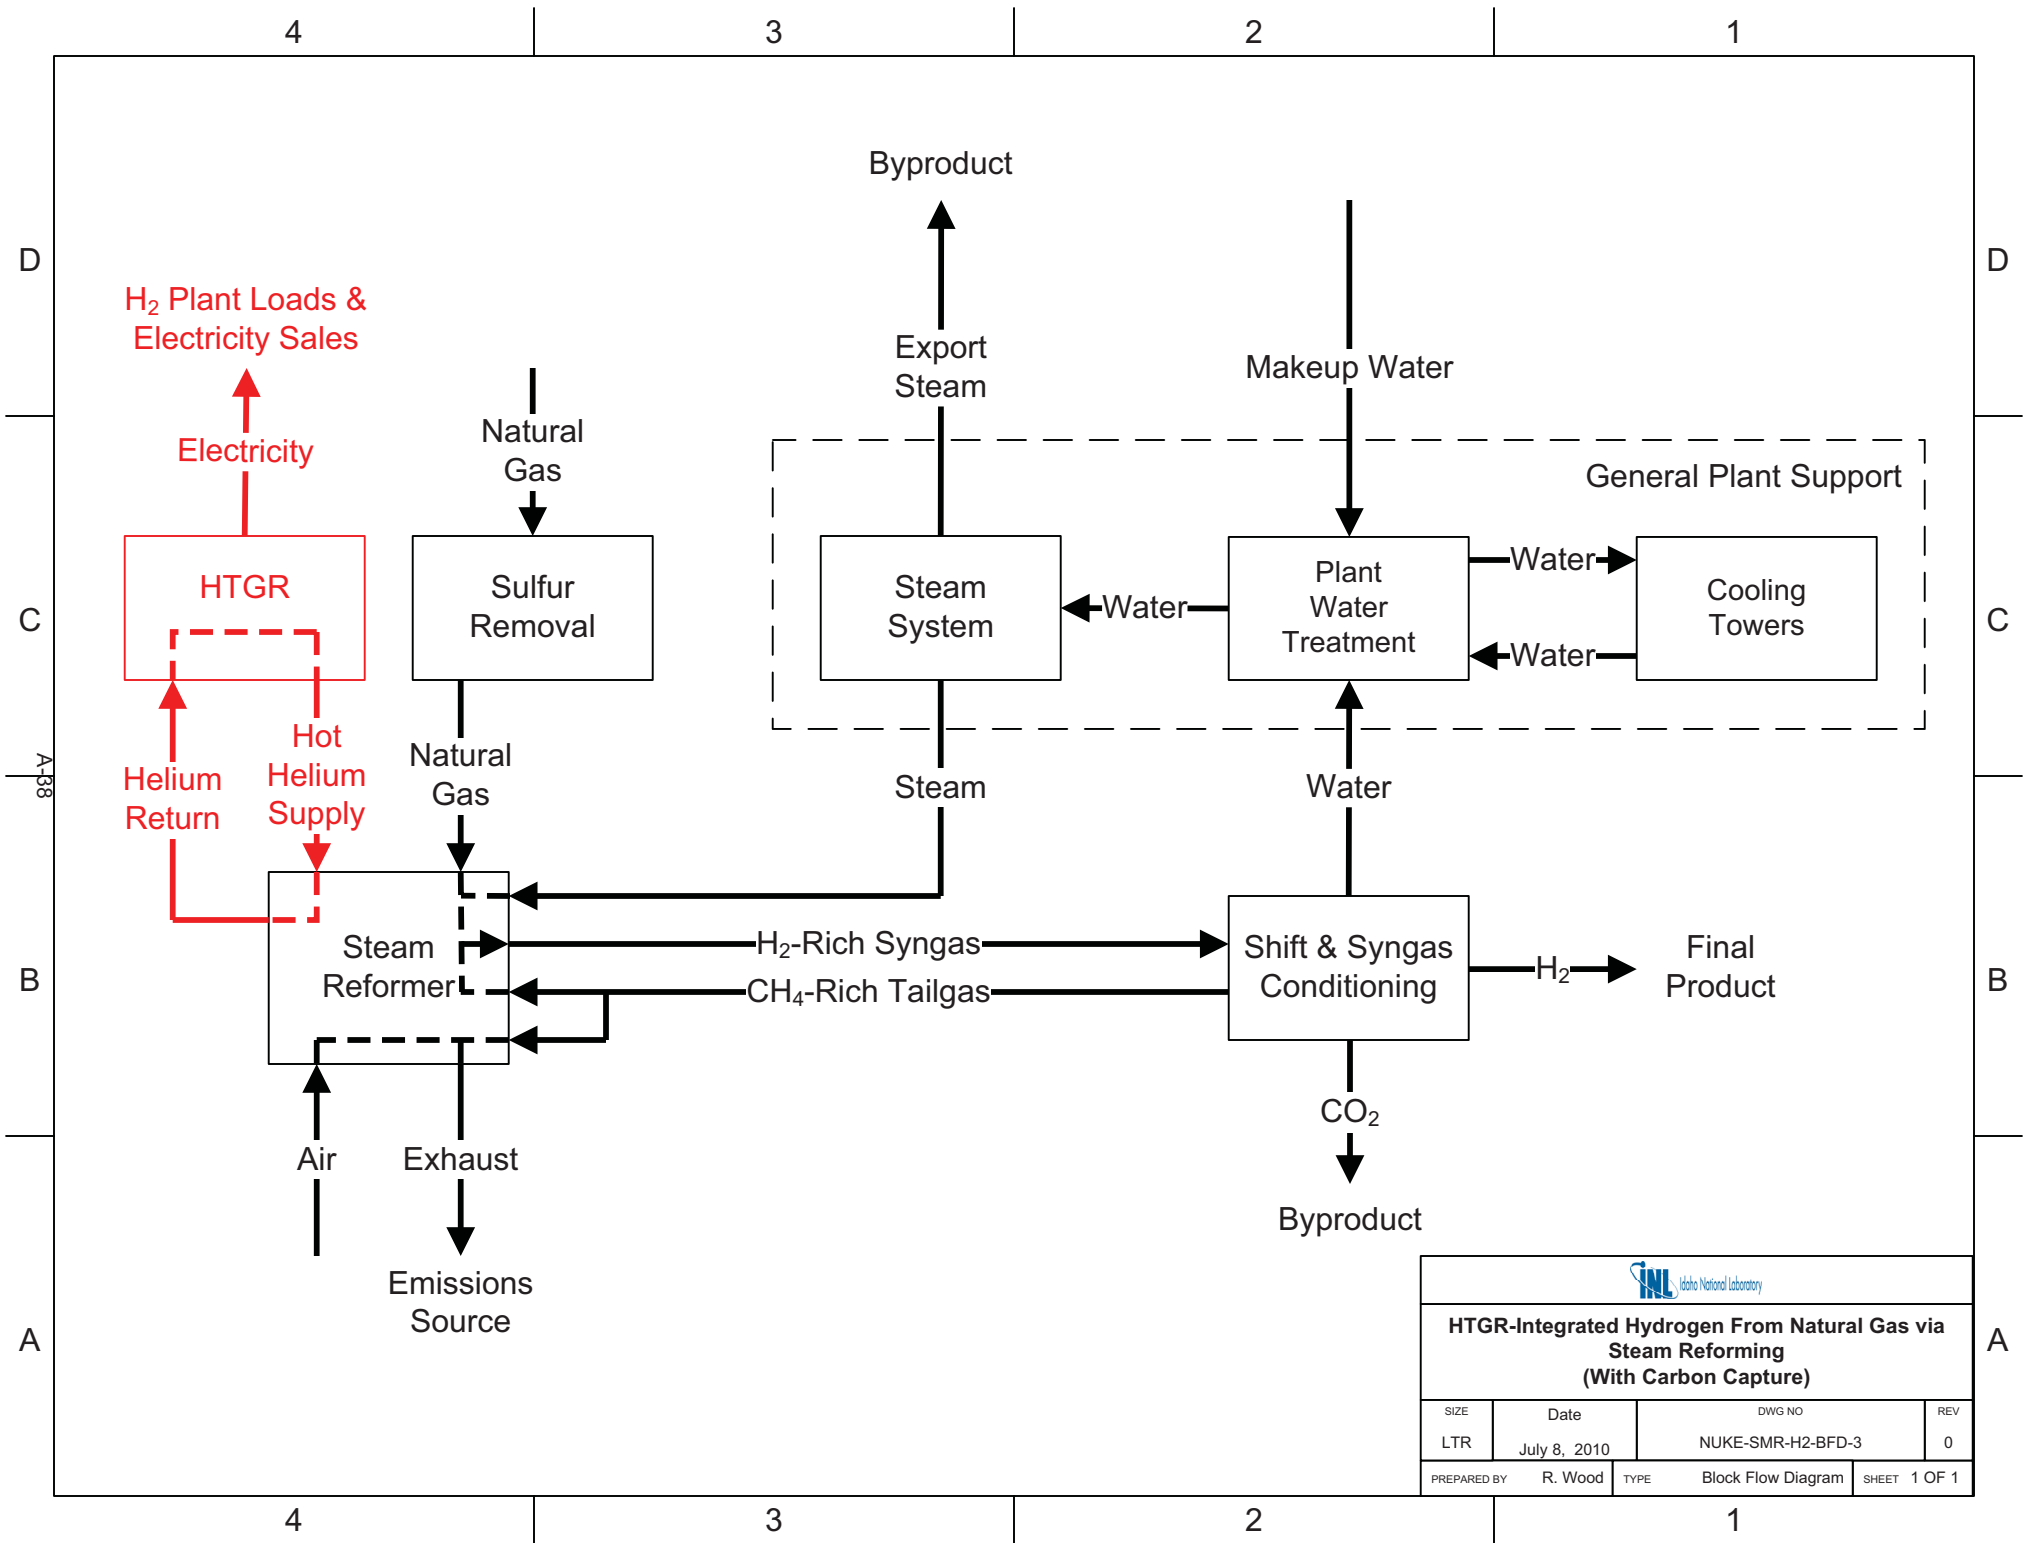 4
3
2
1
D
D
Byproduct
H₂ Plant Loads &
Electricity Sales
Export
Steam
Makeup Water
Electricity
Natural
Gas
General Plant Support
C
C
HTGR
Sulfur
Removal
Steam
System
Water
Plant
Water
Treatment
Water
Water
Cooling
Towers
A-38
Helium
Return
Hot
Helium
Supply
Natural
Gas
Steam
Water
B
B
Steam
Reformer
H₂-Rich Syngas
CH₄-Rich Tailgas
Shift & Syngas
Conditioning
H₂
Final
Product
Air
Exhaust
CO₂
Byproduct
Emissions
Source
A
A
INL Idaho National Laboratory
HTGR-Integrated Hydrogen From Natural Gas via
Steam Reforming
(With Carbon Capture)
SIZE
LTR
Date
July 8, 2010
DWG NO
NUKE-SMR-H2-BFD-3
REV
0
PREPARED BY R. Wood
TYPE Block Flow Diagram
SHEET 1 OF 1
4
3
2
1